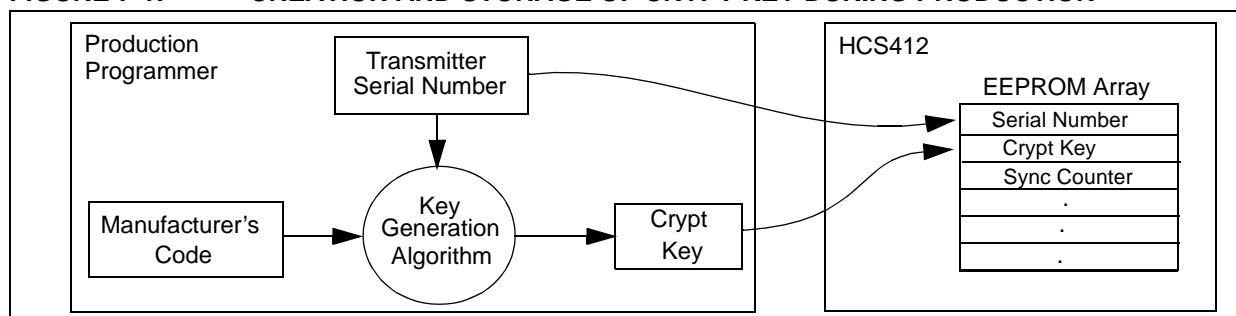 Production
Programmer
Transmitter
Serial Number
Manufacturer's
Code
Key
Generation
Algorithm
Crypt
Key
HCS412
EEPROM Array
Serial Number
Crypt Key
Sync Counter
.
.
.